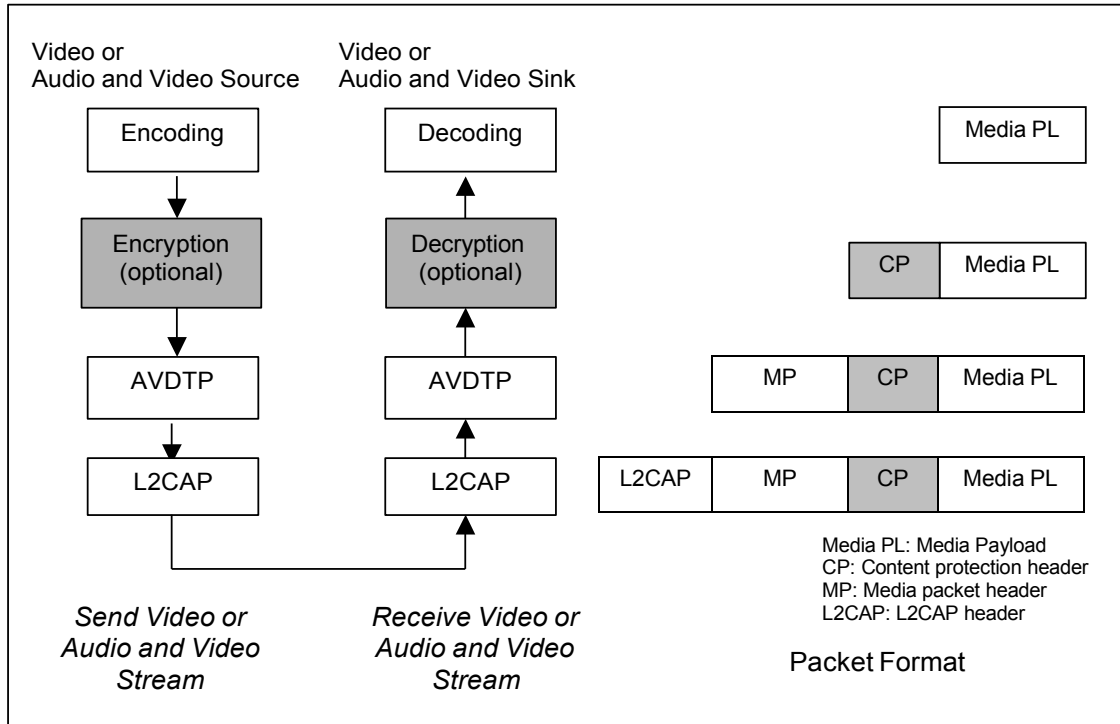 Video or
Audio and Video Source
Video or
Audio and Video Sink
Encoding
Decoding
Media PL
Encryption
(optional)
Decryption
(optional)
CP
Media PL
AVDTP
AVDTP
MP
CP
Media PL
L2CAP
L2CAP
L2CAP
MP
CP
Media PL
Media PL: Media Payload
CP: Content protection header
MP: Media packet header
L2CAP: L2CAP header
Send Video or
Audio and Video
Stream
Receive Video or
Audio and Video
Stream
Packet Format